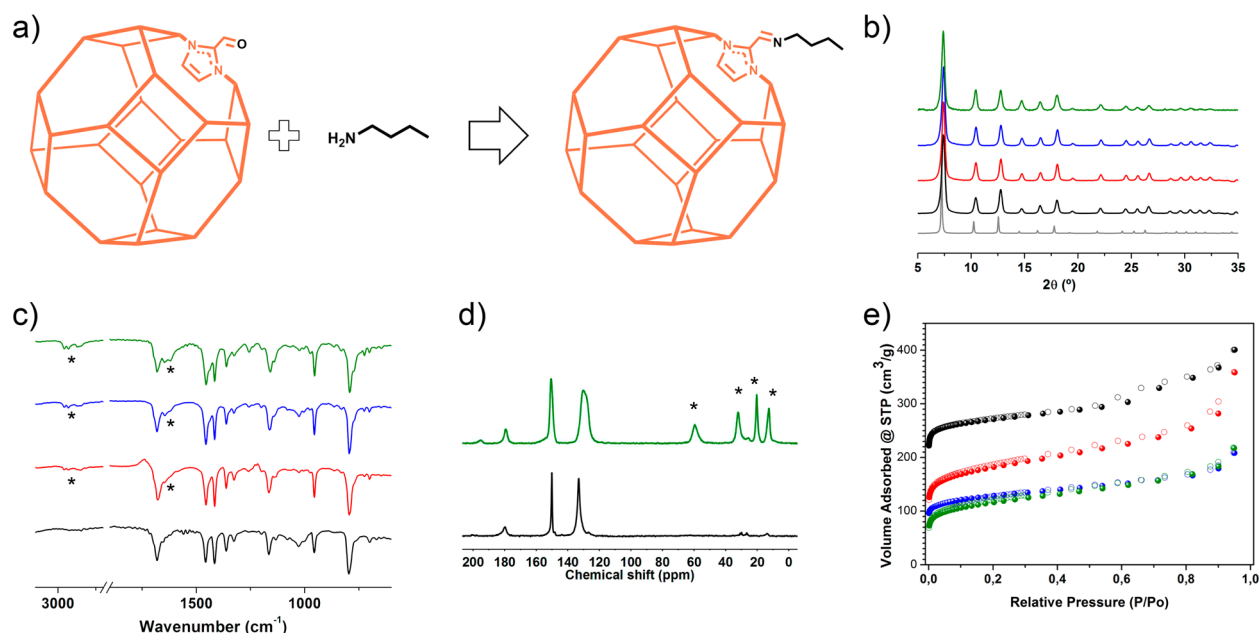 a)
N
O
N
H₂N
N
N
N
b)
5 10 15 20 25 30 35
2θ (º)
c)
*
*
*
*
*
*
3000 1500 1000
Wavenumber (cm⁻¹)
d)
*
*
*
*
200 180 160 140 120 100 80 60 40 20 0
Chemical shift (ppm)
e)
Volume Adsorbed @ STP (cm³/g)
400
300
200
100
0
0,0 0,2 0,4 0,6 0,8 1,0
Relative Pressure (P/Po)